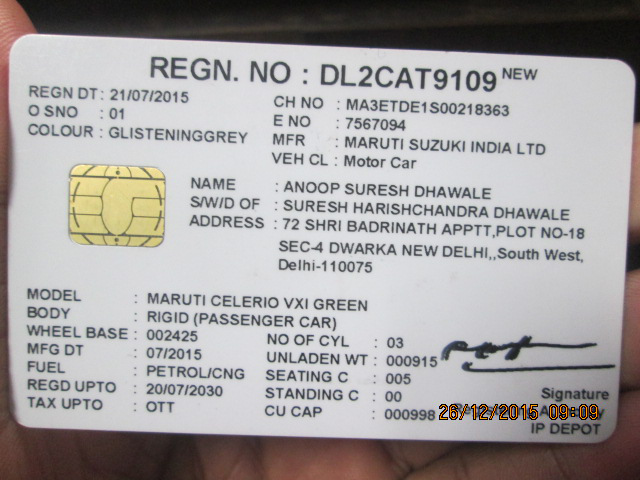 REGN. NO : DL2CAT9109 NEW
REGN DT : 21/07/2015
O SNO : 01
COLOUR : GLISTENINGGREY
CH NO : MA3ETDE1S00218363
E NO : 7567094
MFR : MARUTI SUZUKI INDIA LTD
VEH CL : Motor Car
NAME : ANOOP SURESH DHAWALE
S/W/D OF : SURESH HARISHCHANDRA DHAWALE
ADDRESS : 72 SHRI BADRINATH APPTT,PLOT NO-18
SEC-4 DWARKA NEW DELHI,,South West,
Delhi-110075
MODEL : MARUTI CELERIO VXI GREEN
BODY : RIGID (PASSENGER CAR)
WHEEL BASE : 002425
MFG DT : 07/2015
FUEL : PETROL/CNG
REGD UPTO : 20/07/2030
TAX UPTO : OTT
NO OF CYL : 03
UNLADEN WT : 000915
SEATING C : 005
STANDING C : 00
CU CAP : 000998
Signature
26/12/2015 09:09
IP DEPOT